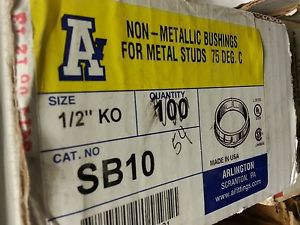 A
NON-METALLIC BUSHINGS
FOR METAL STUDS 75 DEG. C
SIZE
1/2" KO
QUANTITY
100
54
CAT. NO
SB10
MADE IN USA
ARLINGTON
SCRANTON, PA
www.aifittings.com